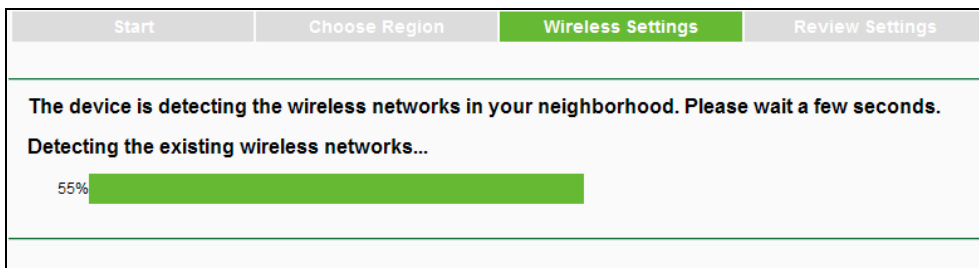 Start Choose Region Wireless Settings Review Settings
The device is detecting the wireless networks in your neighborhood. Please wait a few seconds.
Detecting the existing wireless networks...
55%